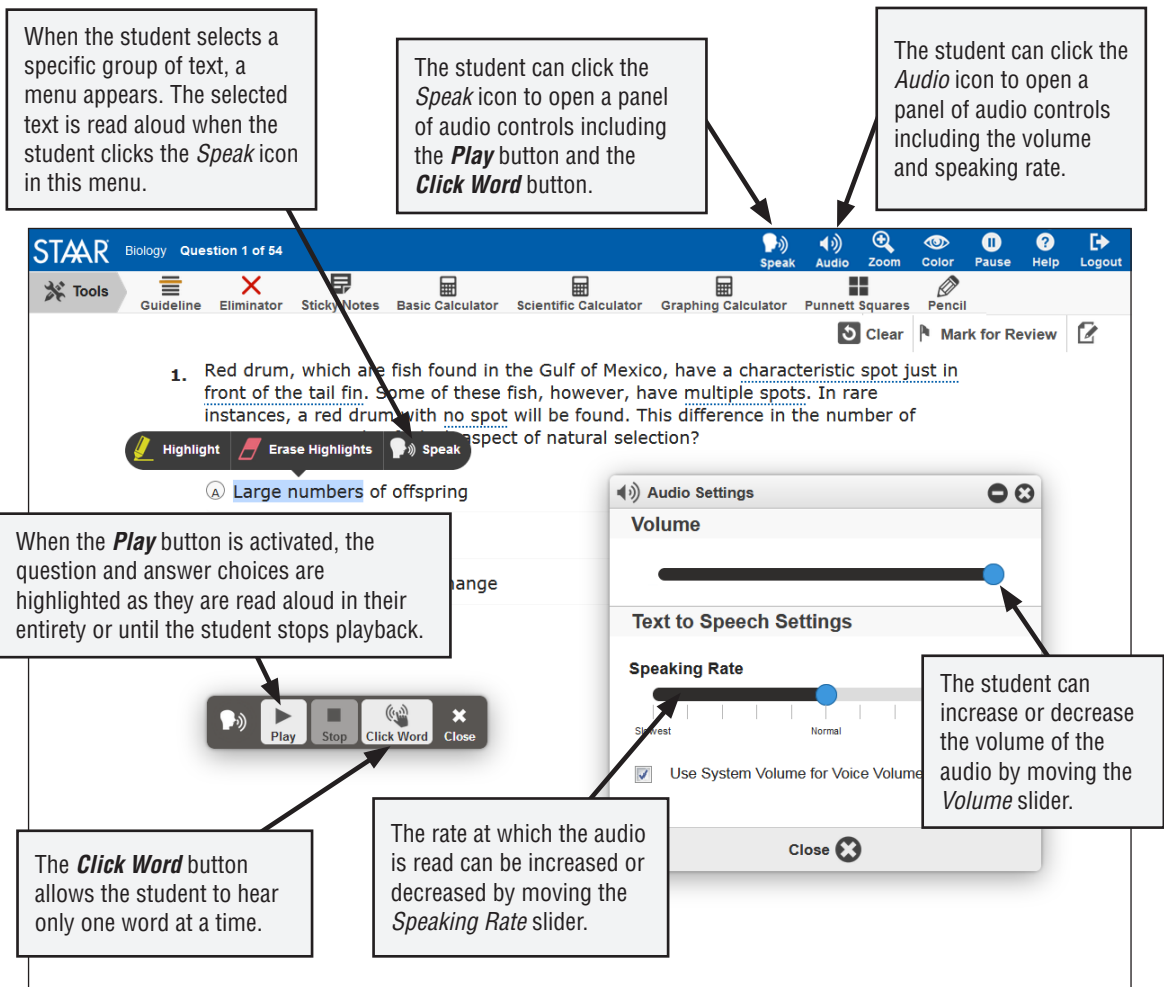 When the student selects a
specific group of text, a
menu appears. The selected
text is read aloud when the
student clicks the Speak icon
in this menu.
The student can click the
Speak icon to open a panel
of audio controls including
the Play button and the
Click Word button.
The student can click the
Audio icon to open a
panel of audio controls
including the volume
and speaking rate.
STAAR Biology Question 1 of 54
Speak Audio Zoom Color Pause Help Logout
Tools
Guideline Eliminator Sticky Notes Basic Calculator Scientific Calculator Graphing Calculator Punnett Squares Pencil
Clear Mark for Review
1. Red drum, which are fish found in the Gulf of Mexico, have a characteristic spot just in
front of the tail fin. Some of these fish, however, have multiple spots. In rare
instances, a red drum with no spot will be found. This difference in the number of
aspect of natural selection?
Highlight Erase Highlights Speak
A Large numbers of offspring
When the Play button is activated, the
question and answer choices are
highlighted as they are read aloud in their
entirety or until the student stops playback.
Play Stop Click Word Close
The Click Word button
allows the student to hear
only one word at a time.
Audio Settings
Volume
Text to Speech Settings
Speaking Rate
Slowest Normal
Use System Volume for Voice Volume
Close
The rate at which the audio
is read can be increased or
decreased by moving the
Speaking Rate slider.
The student can
increase or decrease
the volume of the
audio by moving the
Volume slider.